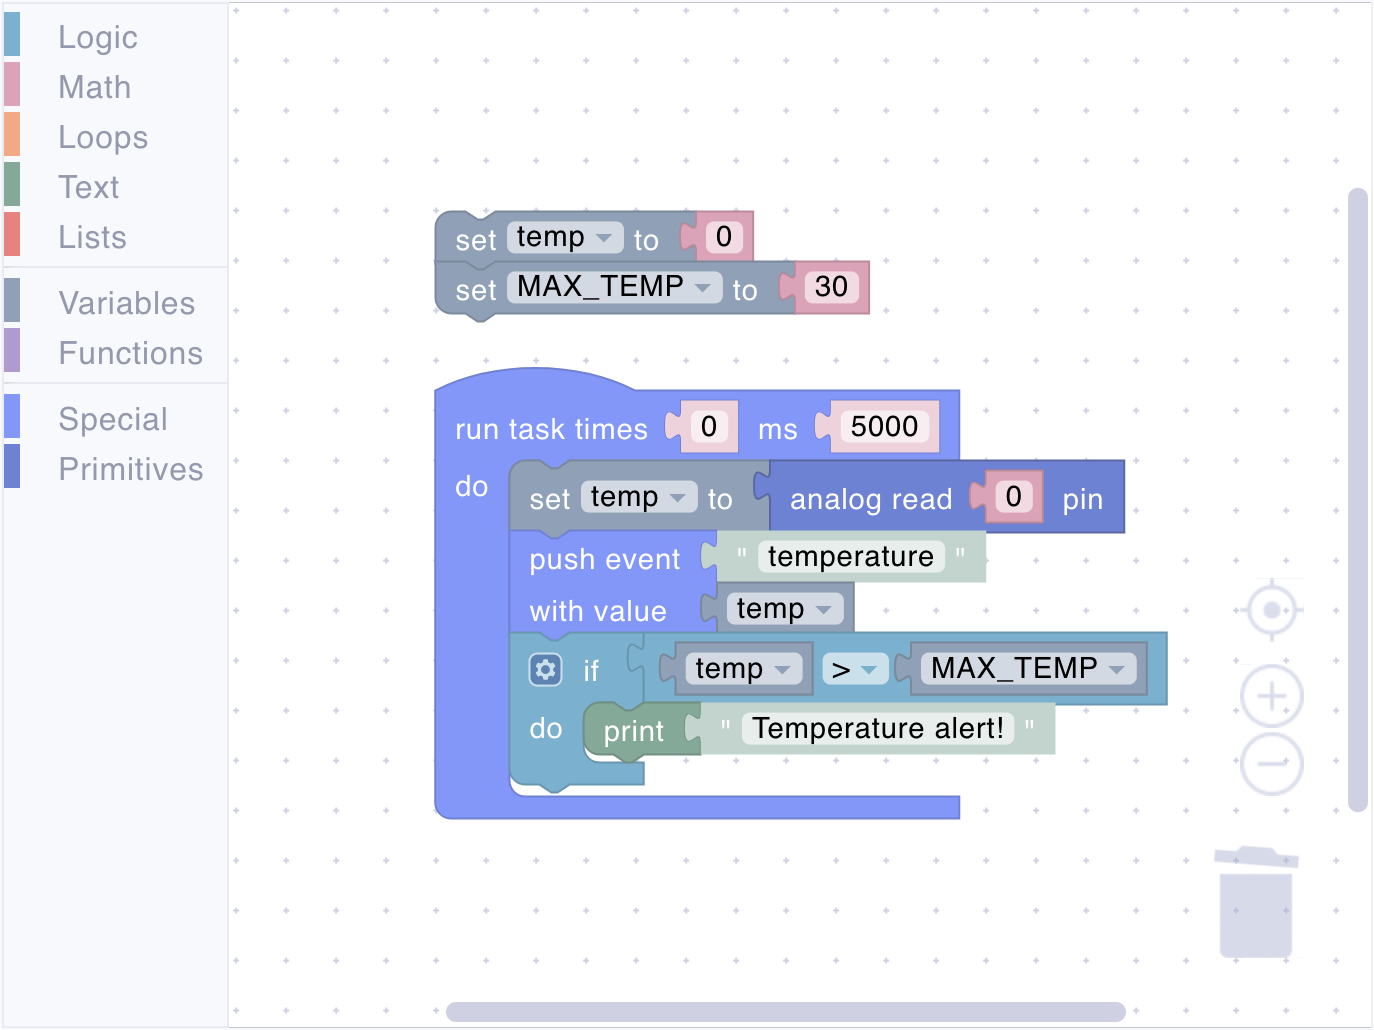 Logic
Math
Loops
Text
Lists
Variables
Functions
Special
Primitives
set temp to 0
set MAX_TEMP to 30
run task times 0 ms 5000
do set temp to analog read 0 pin
push event " temperature "
with value temp
if temp > MAX_TEMP
do print " Temperature alert! "